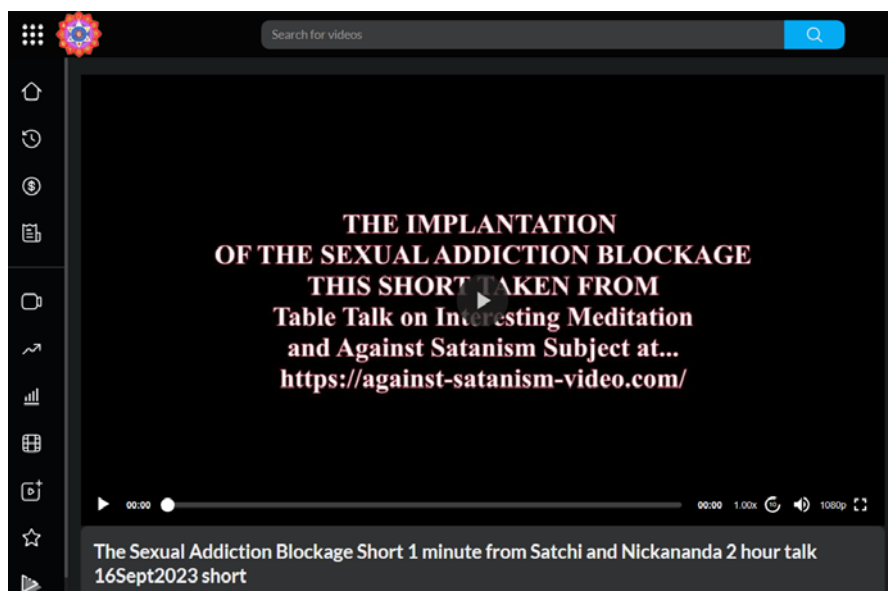 Search for videos
THE IMPLANTATION
OF THE SEXUAL ADDICTION BLOCKAGE
THIS SHORT TAKEN FROM
Table Talk on Interesting Meditation
and Against Satanism Subject at...
https://against-satanism-video.com/
00:00
00:00 1.00x 10 1080p
The Sexual Addiction Blockage Short 1 minute from Satchi and Nickananda 2 hour talk
16Sept2023 short